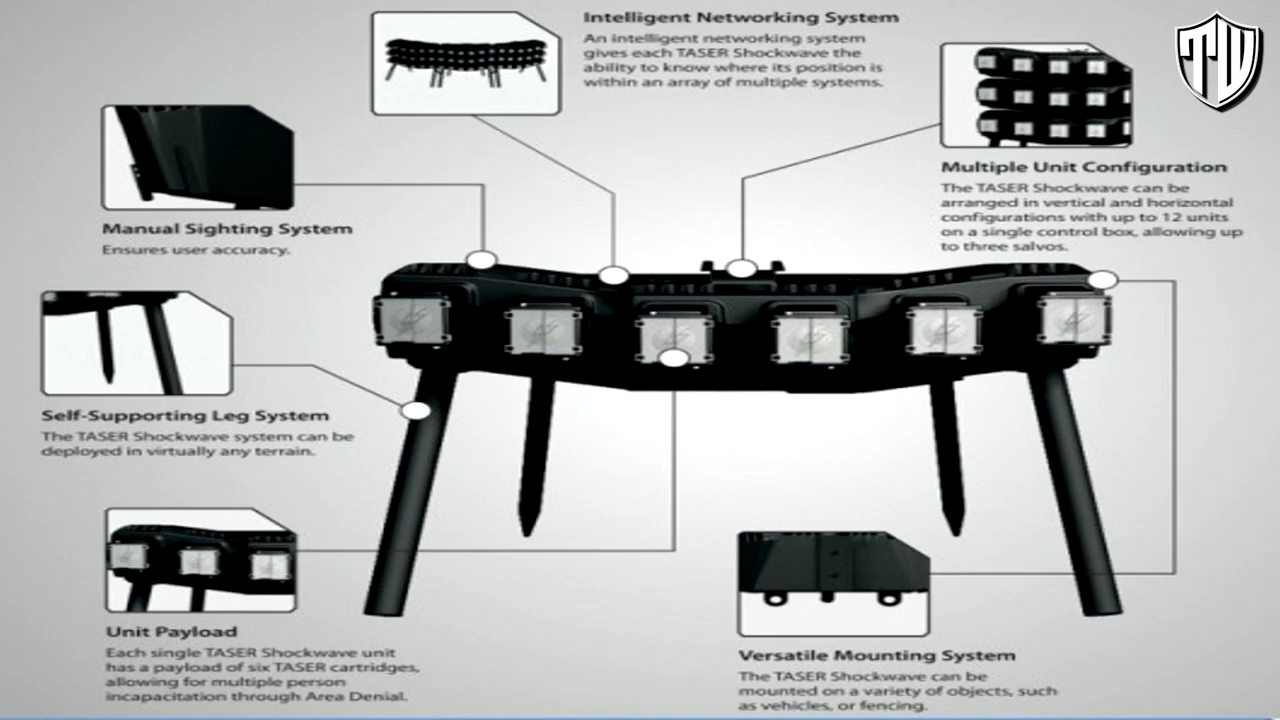 Intelligent Networking System
An intelligent networking system
gives each TASER Shockwave the
ability to know where its position is
within an array of multiple systems.
TW
Multiple Unit Configuration
The TASER Shockwave can be
arranged in vertical and horizontal
configurations with up to 12 units
on a single control box, allowing up
to three salvos.
Manual Sighting System
Ensures user accuracy.
Self-Supporting Leg System
The TASER Shockwave system can be
deployed in virtually any terrain.
Unit Payload
Each single TASER Shockwave unit
has a payload of six TASER cartridges,
allowing for multiple person
incapacitation through Area Denial.
Versatile Mounting System
The TASER Shockwave can be
mounted on a variety of objects, such
as vehicles, or fencing.